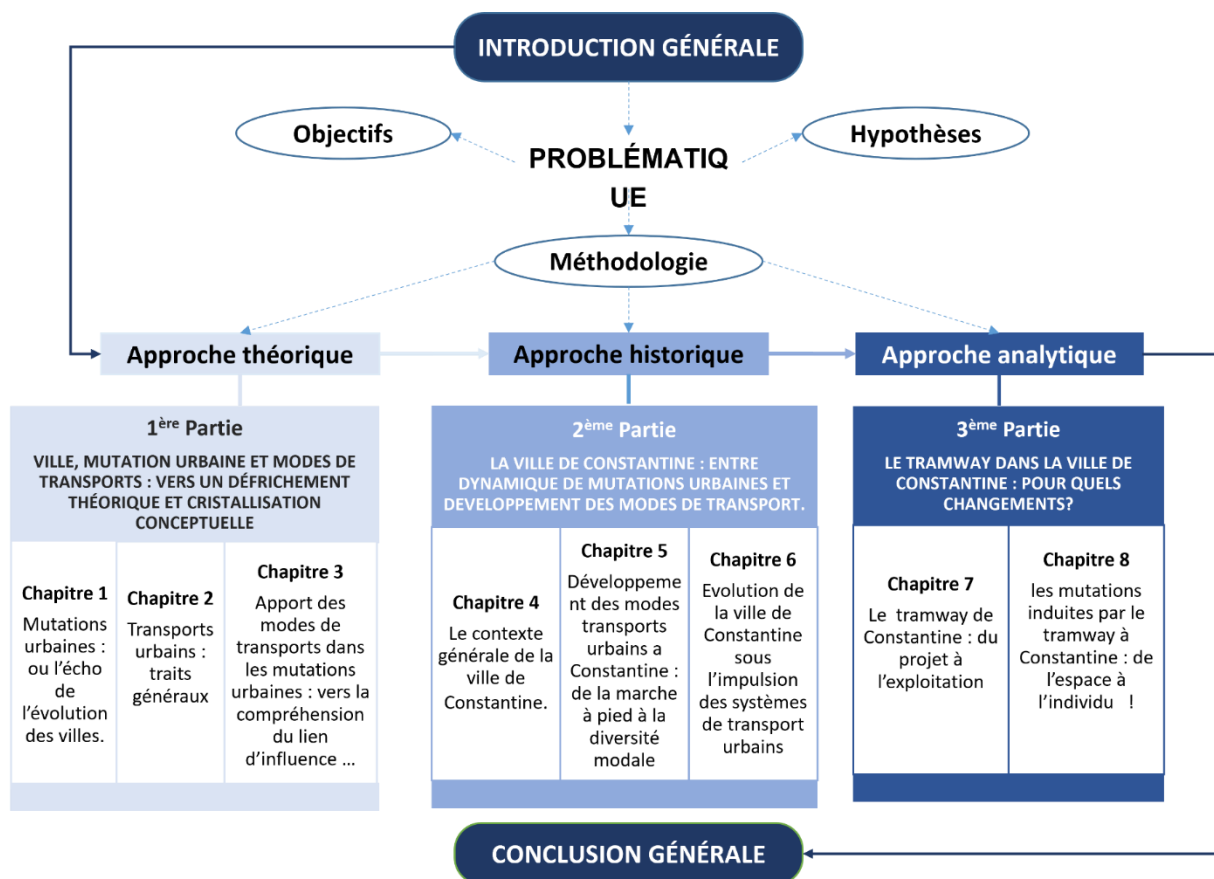 INTRODUCTION GÉNÉRALE
Objectifs
Hypothèses
PROBLÉMATIQ
UE
Méthodologie
Approche théorique
Approche historique
Approche analytique
1ère Partie
VILLE, MUTATION URBAINE ET MODES DE
TRANSPORTS : VERS UN DÉFRICHEMENT
THÉORIQUE ET CRISTALLISATION
CONCEPTUELLE
Chapitre 1
Mutations
urbaines :
ou l’écho
de
l’évolution
des villes.
Chapitre 2
Transports
urbains :
traits
généraux
Chapitre 3
Apport des
modes de
transports dans
les mutations
urbaines : vers la
compréhension
du lien
d’influence …
2ème Partie
LA VILLE DE CONSTANTINE : ENTRE
DYNAMIQUE DE MUTATIONS URBAINES ET
DEVELOPPEMENT DES MODES DE TRANSPORT.
Chapitre 4
Le contexte
générale de la
ville de
Constantine.
Chapitre 5
Développeme
nt des modes
transports
urbains a
Constantine :
de la marche
à pied à la
diversité
modale
Chapitre 6
Evolution de
la ville de
Constantine
sous
l’impulsion
des systèmes
de transport
urbains
3ème Partie
LE TRAMWAY DANS LA VILLE DE
CONSTANTINE : POUR QUELS
CHANGEMENTS?
Chapitre 7
Le tramway de
Constantine : du
projet à
l’exploitation
Chapitre 8
les mutations
induites par le
tramway à
Constantine : de
l’espace à
l’individu !
CONCLUSION GÉNÉRALE